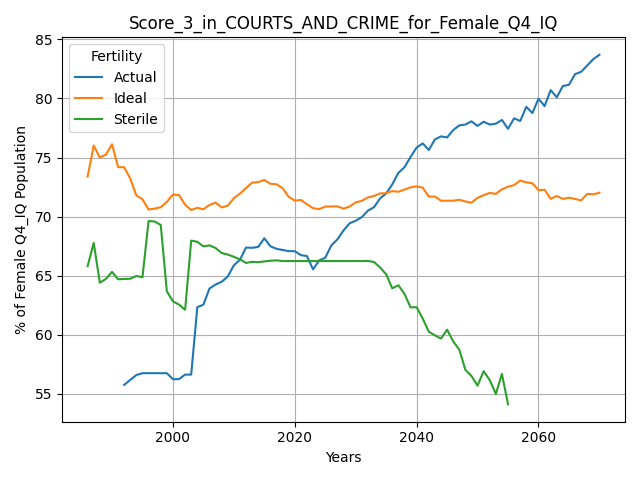 Score_3_in_COURTS_AND_CRIME_for_Female_Q4_IQ
Fertility
Actual
Ideal
Sterile
% of Female Q4_IQ Population
85
80
75
70
65
60
55
2000
2020
2040
2060
Years